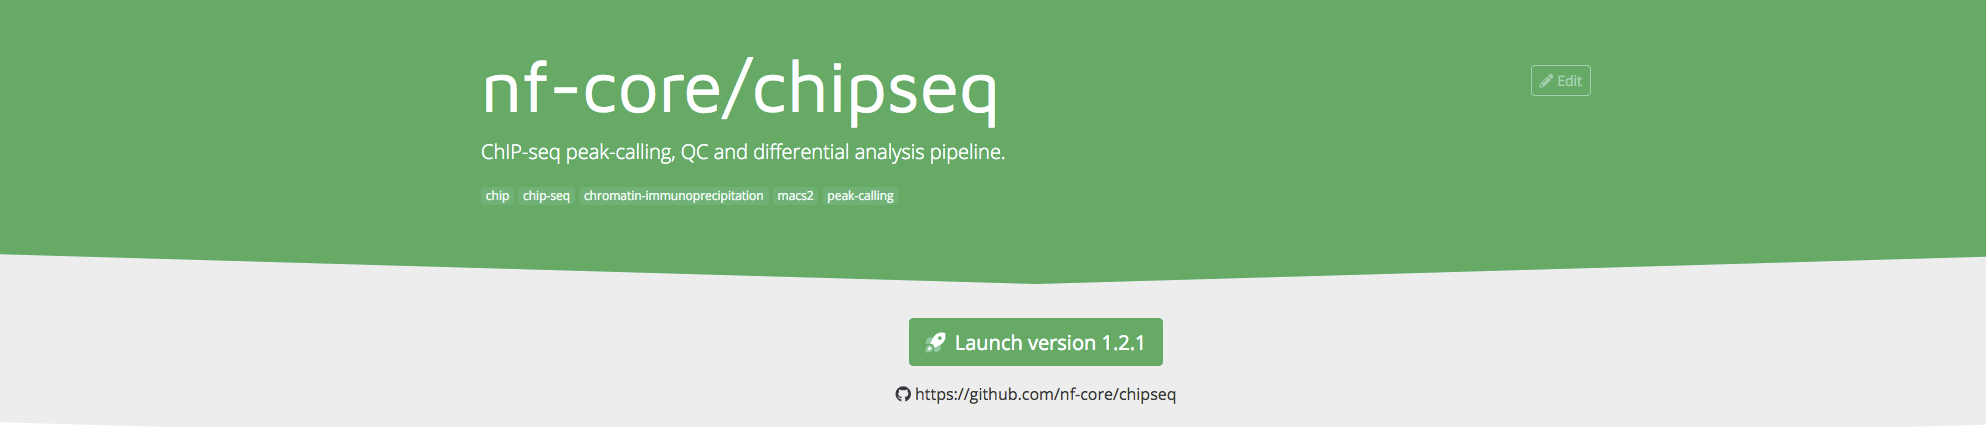 nf-core/chipseq
Edit
ChIP-seq peak-calling, QC and differential analysis pipeline.
chip chip-seq chromatin-immunoprecipitation macs2 peak-calling
Launch version 1.2.1
https://github.com/nf-core/chipseq